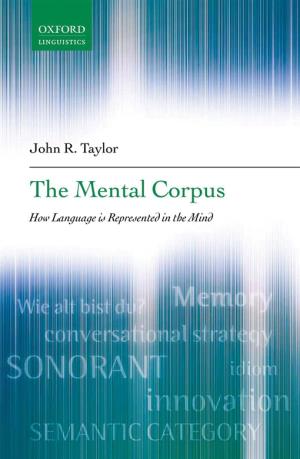 OXFORD
LINGUISTICS
John R. Taylor
The Mental Corpus
How Language is Represented in the Mind
Wie alt bist du?
Memory
conversational strategy
SONORANT
idiom
innovation
SEMANTIC CATEGORY